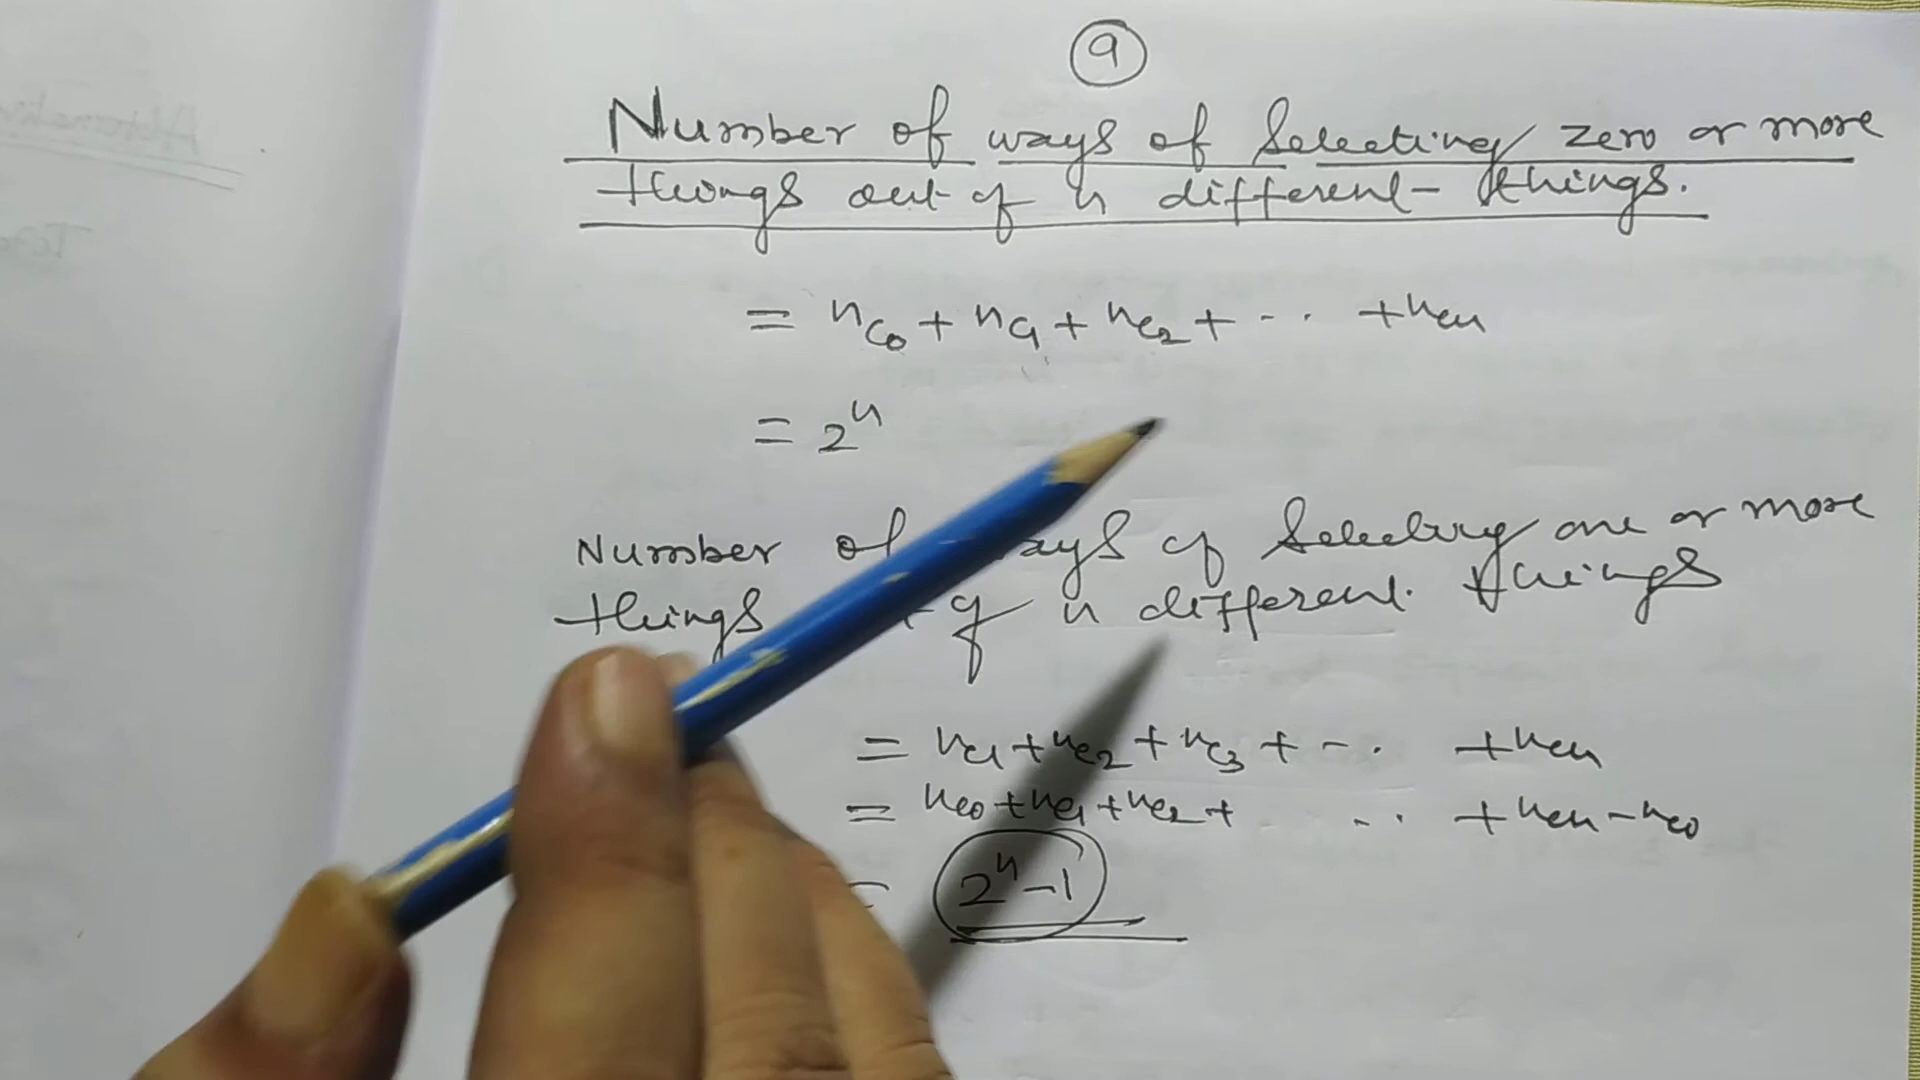 9
Number of ways of selecting zero or more
things out of n different things.
= nC0 + nC1 + nC2 + - - . + nCn
= 2^n
Number of ays of selecting one or more
things of n different things
= nC1 + nC2 + nC3 + - - . + nCn
= nC0 + nC1 + nC2 + - - . + nCn - nC0
= 2^n - 1